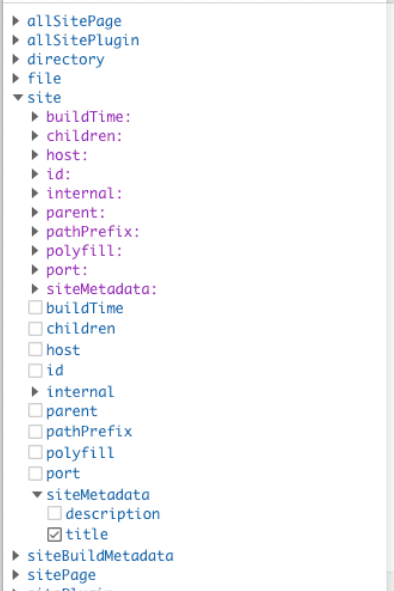 allSitePage
allSitePlugin
directory
file
site
buildTime:
children:
host:
id:
internal:
parent:
pathPrefix:
polyfill:
port:
siteMetadata:
buildTime
children
host
id
internal
parent
pathPrefix
polyfill
port
siteMetadata
description
title
siteBuildMetadata
sitePage
sitePlugin